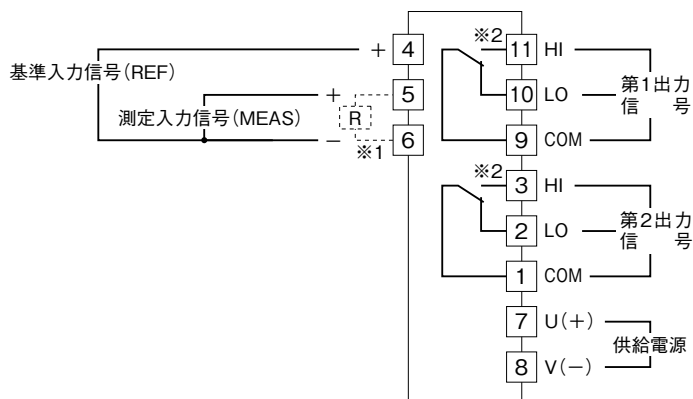 基準入力信号(REF)
+ 4
+ 5
測定入力信号(MEAS)
R
− 6
※1
※2
11 HI
10 LO
9 COM
第1出力
信 号
※2
3 HI
2 LO
1 COM
第2出力
信 号
7 U(+)
8 V(−)
供給電源